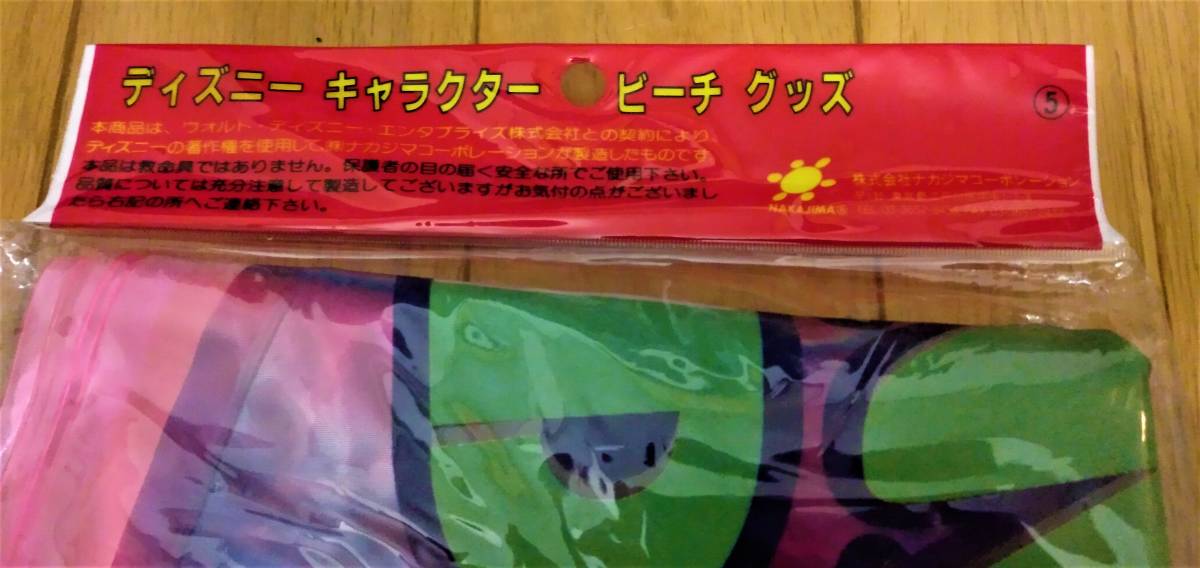 ディズニー キャラクター ビーチ グッズ ⑤
本商品は、ウォルト・ディズニー・エンタプライズ株式会社との契約により、
ディズニーの著作権を使用して㈱ナカシマコーポレーションが製造したものです
本品は救命具ではありません。保護者の目の届く安全な所でご使用下さい。
品質については充分注意して製造してございますがお気付の点がございまし
たら右記の所へご連絡下さい。
NAKAJIMA®
株式会社ナカジマコーポレーション